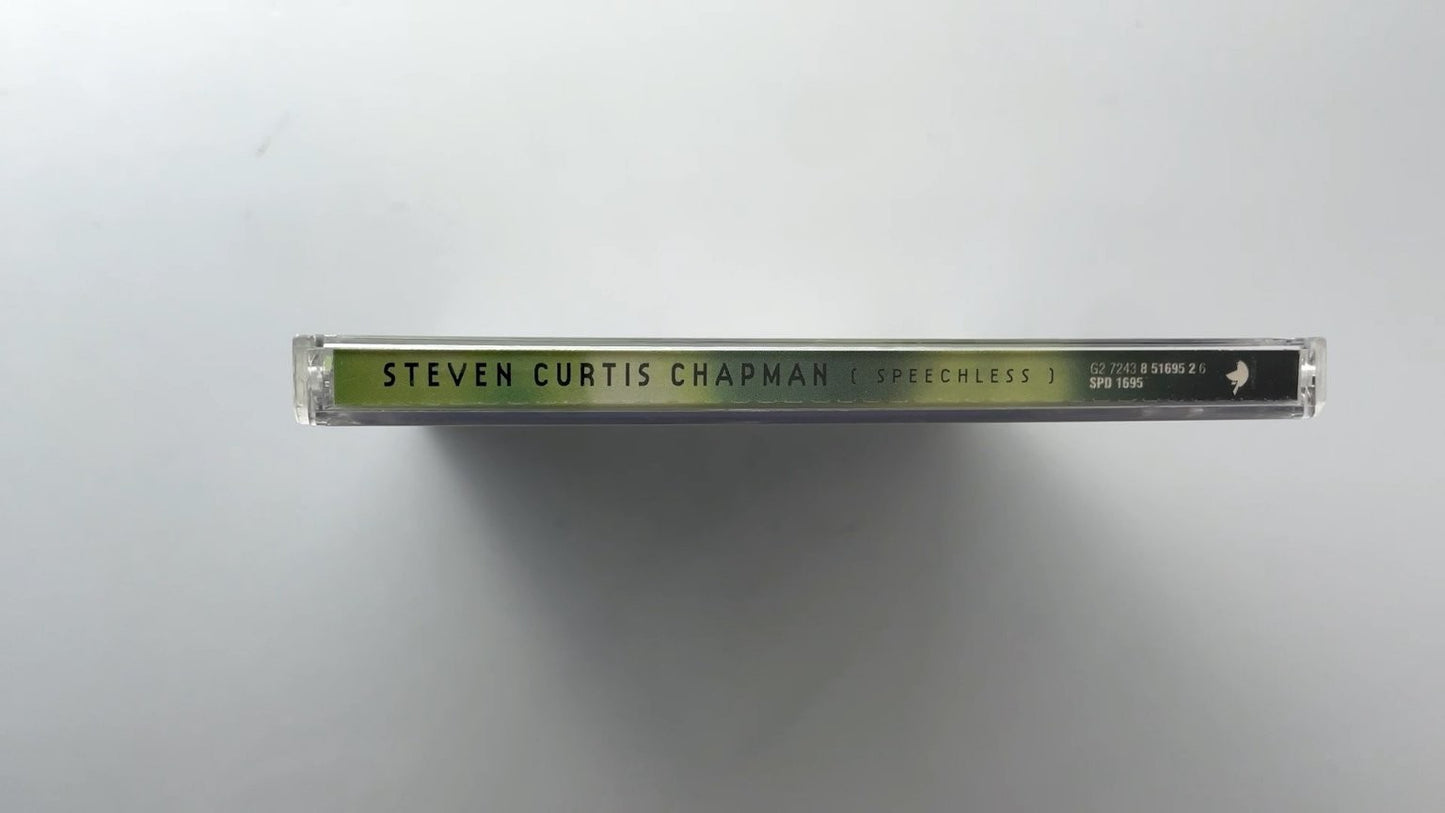 STEVEN CURTIS CHAPMAN ( SPEECHLESS )
G2 7243 8 51695 2 6
SPD 1695